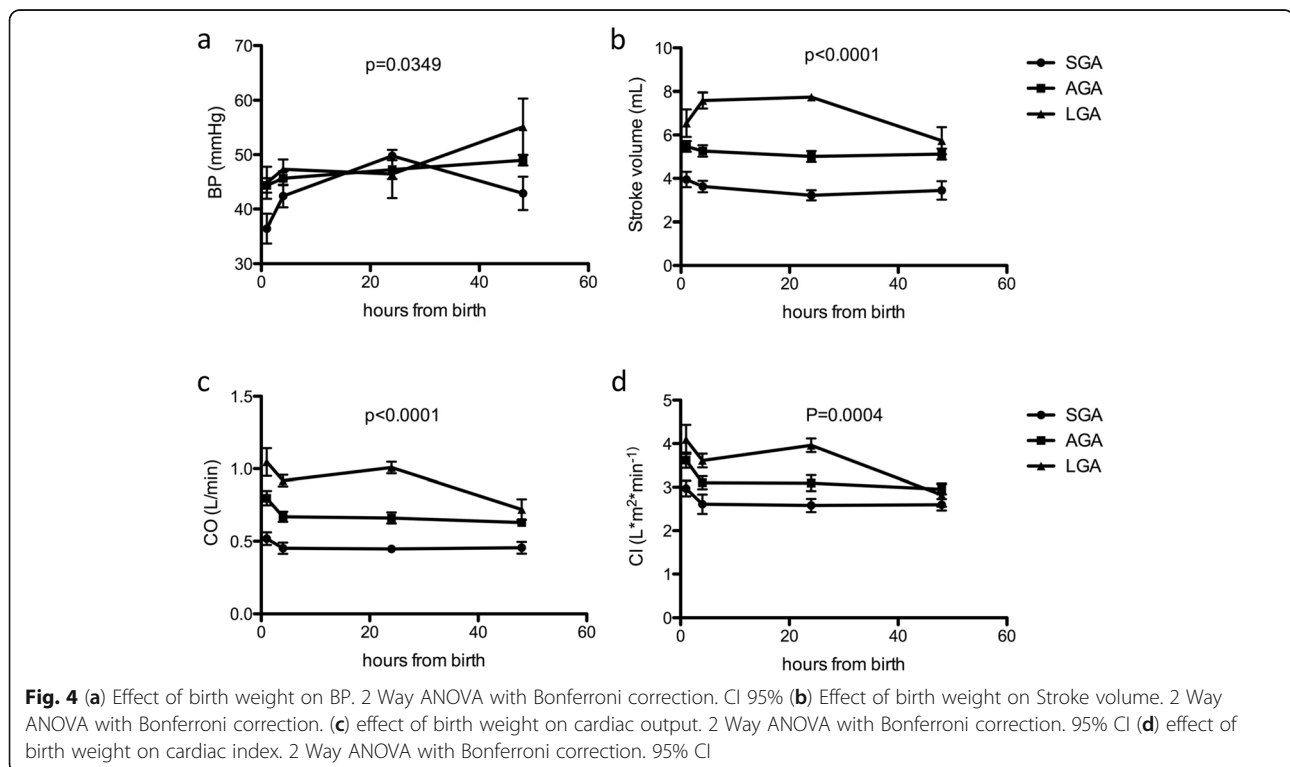 a
p=0.0349
70
60
50
40
30
BP (mmHg)
0 20 40 60
hours from birth
b
p<0.0001
10
8
6
4
2
0
Stroke volume (mL)
0 20 40 60
hours from birth
SGA
AGA
LGA
c
p<0.0001
1.5
1.0
0.5
0.0
CO (L/min)
0 20 40 60
hours from birth
d
P=0.0004
5
4
3
2
1
0
CI (L*m²*min⁻¹)
0 20 40 60
hours from birth
SGA
AGA
LGA
Fig. 4 (a) Effect of birth weight on BP. 2 Way ANOVA with Bonferroni correction. CI 95% (b) Effect of birth weight on Stroke volume. 2 Way
ANOVA with Bonferroni correction. (c) effect of birth weight on cardiac output. 2 Way ANOVA with Bonferroni correction. 95% CI (d) effect of
birth weight on cardiac index. 2 Way ANOVA with Bonferroni correction. 95% CI